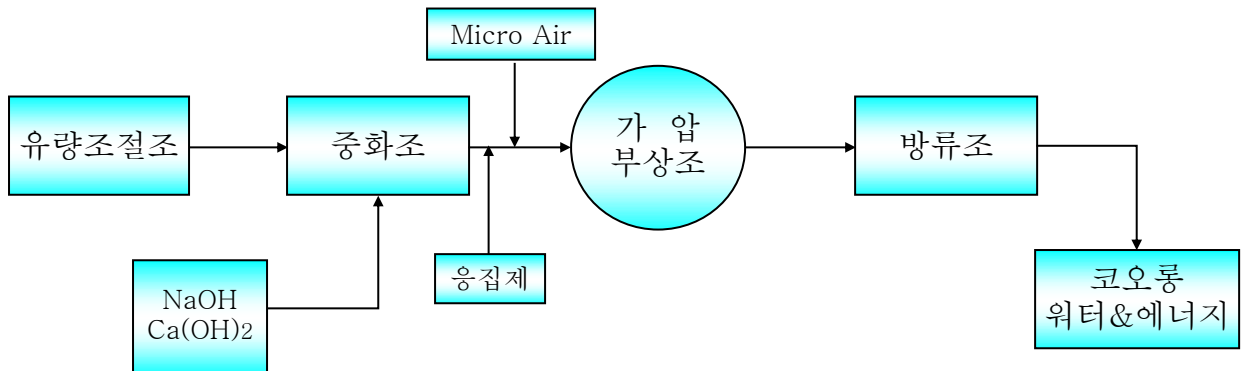 Micro Air
유량조절조
중화조
가 압
부상조
방류조
NaOH
Ca(OH)2
응집제
코오롱
워터&에너지